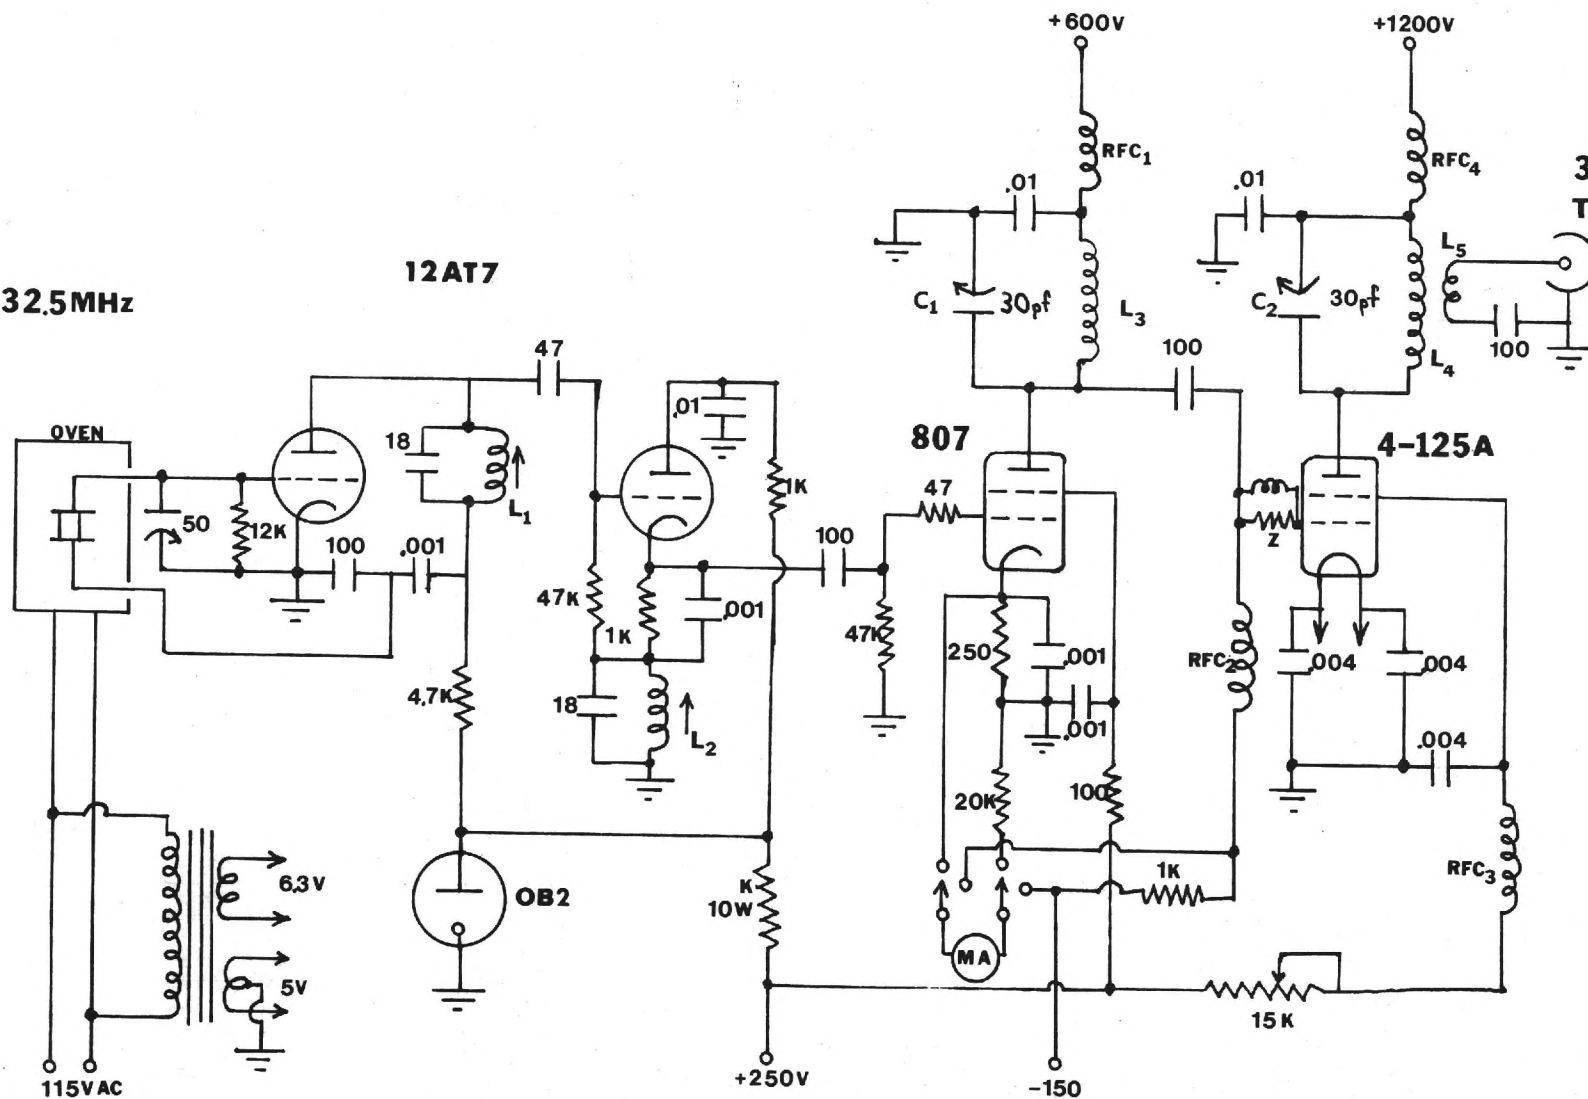 +600V
+1200V
RFC1
RFC4
.01
.01
3
T
L5
12AT7
32.5MHz
C1
30pf
L3
C2
30pf
L4
100
100
47
.01
807
4-125A
OVEN
18
L1
1K
47
50
12K
100
.001
100
Z
47K
1K
.001
47K
250
.001
RFC2
.004
.004
4.7K
18
L2
.001
.004
20K
100
6.3V
OB2
K
10W
1K
RFC3
MA
5V
15K
115VAC
+250V
-150